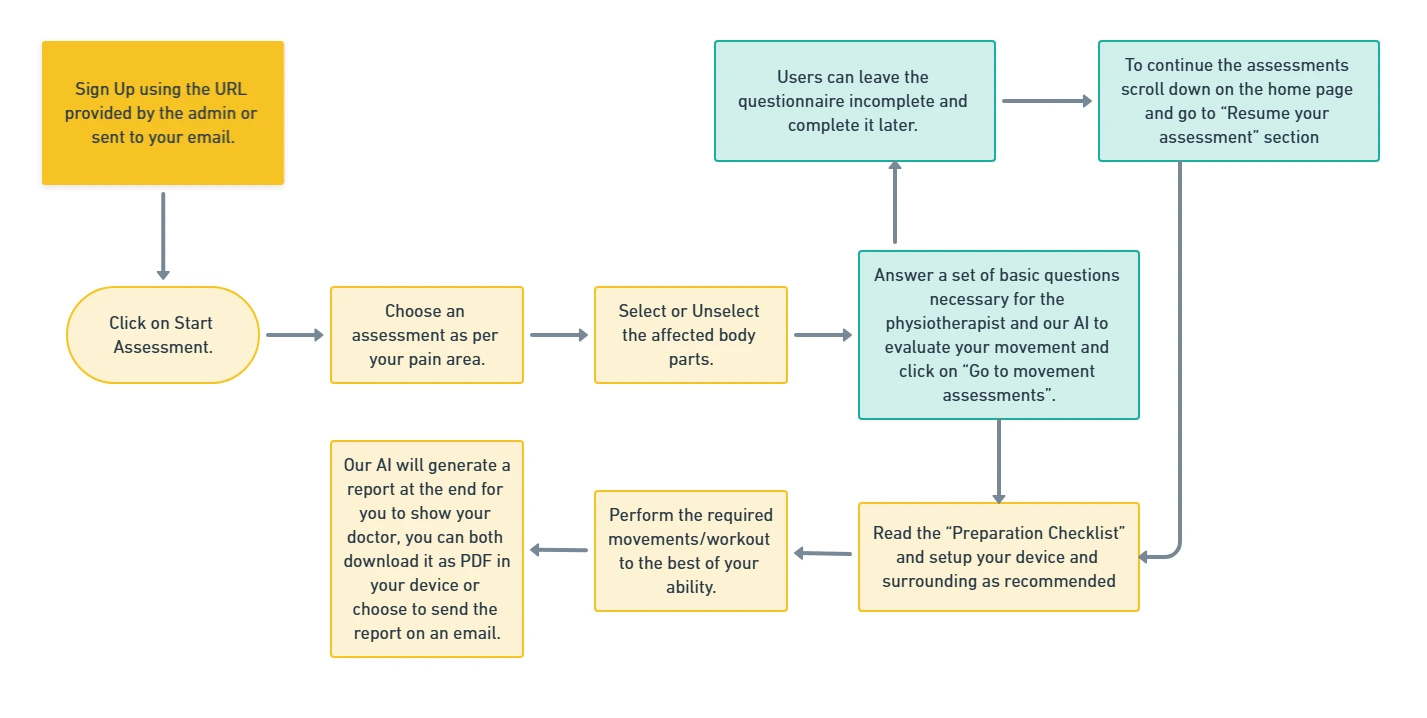 Sign Up using the URL
provided by the admin or
sent to your email.
Click on Start
Assessment.
Choose an
assessment as per
your pain area.
Select or Unselect
the affected body
parts.
Answer a set of basic questions
necessary for the
physiotherapist and our AI to
evaluate your movement and
click on “Go to movement
assessments”.
Users can leave the
questionnaire incomplete and
complete it later.
To continue the assessments
scroll down on the home page
and go to “Resume your
assessment” section
Read the “Preparation Checklist”
and setup your device and
surrounding as recommended
Perform the required
movements/workout
to the best of your
ability.
Our AI will generate a
report at the end for
you to show your
doctor, you can both
download it as PDF in
your device or
choose to send the
report on an email.